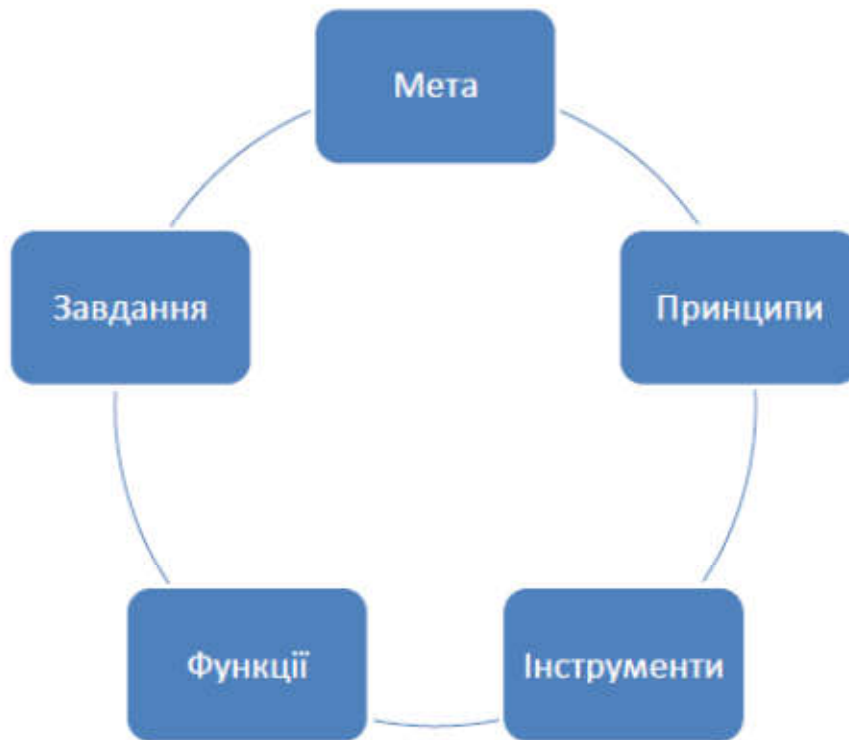 Мета
Завдання
Принципи
Функції
Інструменти